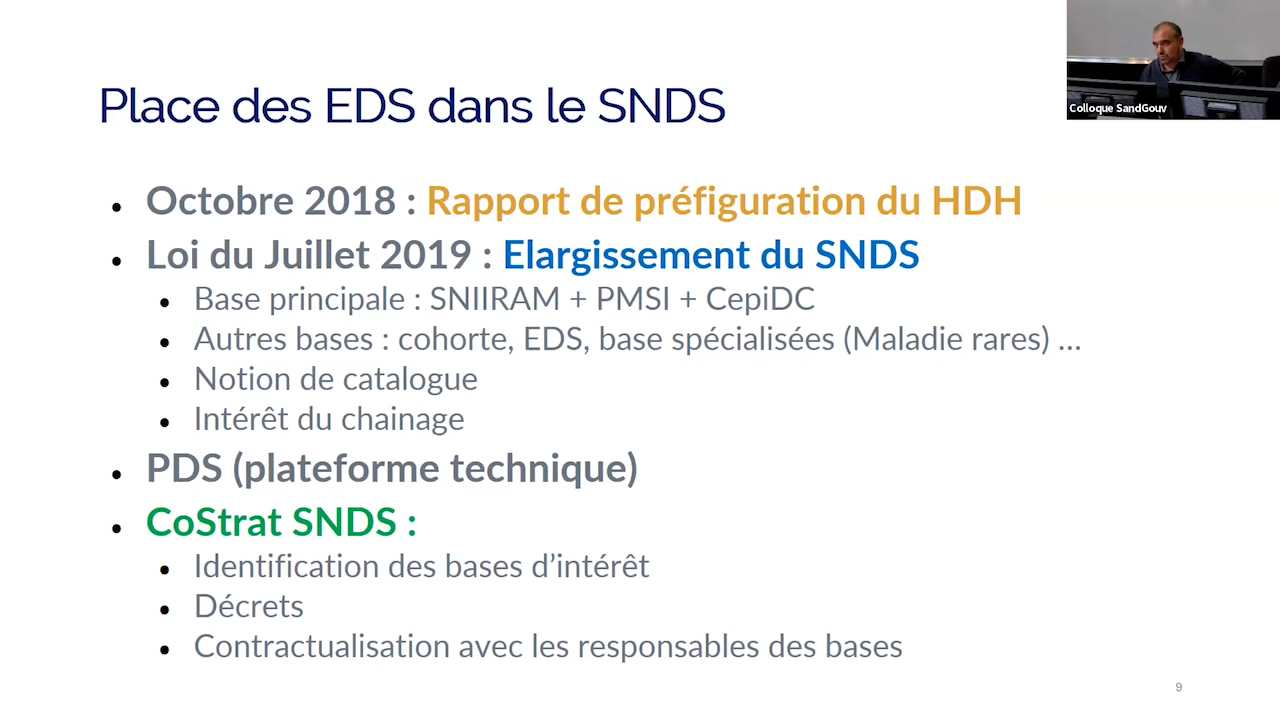 Place des EDS dans le SNDS
Colloque SandGouv
• Octobre 2018 : Rapport de préfiguration du HDH
• Loi du Juillet 2019 : Elargissement du SNDS
• Base principale : SNIIRAM + PMSI + CepiDC
• Autres bases : cohorte, EDS, base spécialisées (Maladie rares) ...
• Notion de catalogue
• Intérêt du chainage
• PDS (plateforme technique)
• CoStrat SNDS :
• Identification des bases d’intérêt
• Décrets
• Contractualisation avec les responsables des bases
9